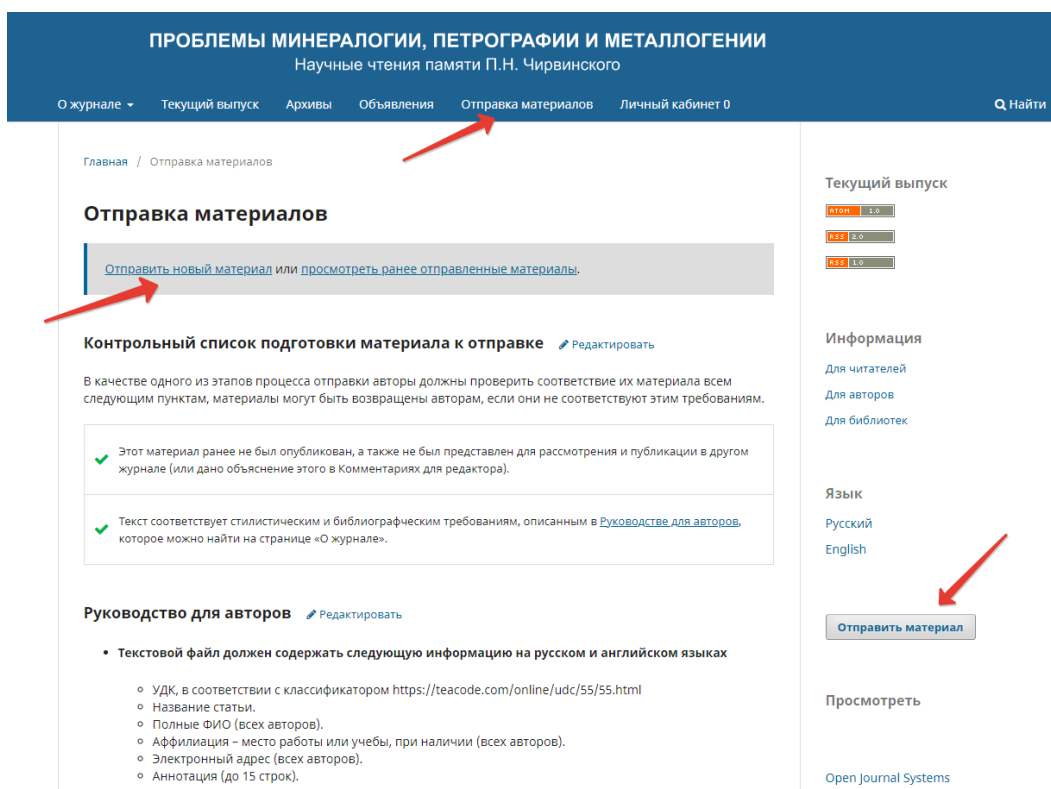 ПРОБЛЕМЫ МИНЕРАЛОГИИ, ПЕТРОГРАФИИ И МЕТАЛЛОГЕНИИ
Научные чтения памяти П.Н. Чирвинского
О журнале Текущий выпуск Архивы Объявления Отправка материалов Личный кабинет 0 Найти
Главная / Отправка материалов
Отправка материалов
Отправить новый материал или просмотреть ранее отправленные материалы.
Контрольный список подготовки материала к отправке Редактировать
В качестве одного из этапов процесса отправки авторы должны проверить соответствие их материала всем
следующим пунктам, материалы могут быть возвращены авторам, если они не соответствуют этим требованиям.
Этот материал ранее не был опубликован, а также не был представлен для рассмотрения и публикации в другом
журнале (или дано объяснение этого в Комментариях для редактора).
Текст соответствует стилистическим и библиографическим требованиям, описанным в Руководстве для авторов,
которое можно найти на странице «О журнале».
Руководство для авторов Редактировать
• Текстовой файл должен содержать следующую информацию на русском и английском языках
УДК, в соответствии с классификатором https://teacode.com/online/udc/55/55.html
Название статьи.
Полные ФИО (всех авторов).
Аффилиация – место работы или учебы, при наличии (всех авторов).
Электронный адрес (всех авторов).
Аннотация (до 15 строк).
Текущий выпуск
ATOM 1.0
RSS 2.0
RSS 1.0
Информация
Для читателей
Для авторов
Для библиотек
Язык
Русский
English
Отправить материал
Просмотреть
Open Journal Systems